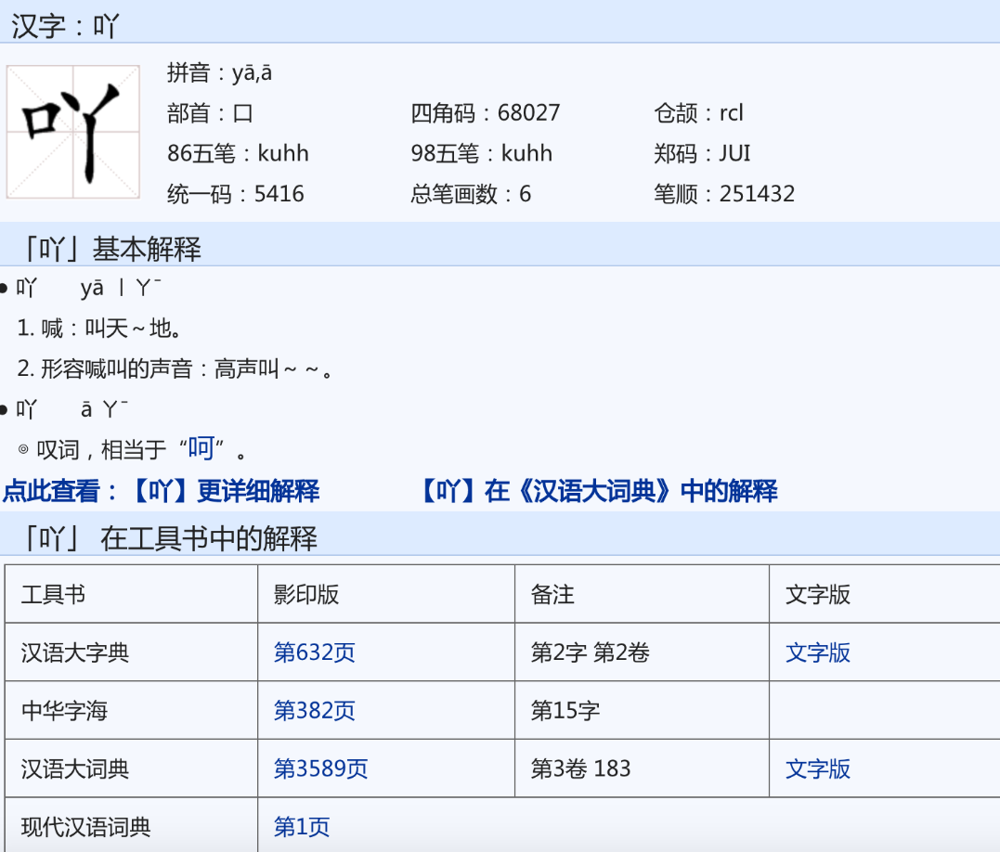 汉字：吖
吖
拼音：yā,ā
部首：口 四角码：68027 仓颉：rcl
86五笔：kuhh 98五笔：kuhh 郑码：JUI
统一码：5416 总笔画数：6 笔顺：251432
「吖」基本解释
● 吖 yā ㄧㄚˉ
1. 喊：叫天～地。
2. 形容喊叫的声音：高声叫～～。
● 吖 ā ㄚˉ
◎ 叹词，相当于“呵”。
点此查看：【吖】更详细解释 【吖】在《汉语大词典》中的解释
「吖」 在工具书中的解释
工具书 影印版 备注 文字版
汉语大字典 第632页 第2字 第2卷 文字版
中华字海 第382页 第15字
汉语大词典 第3589页 第3卷 183 文字版
现代汉语词典 第1页